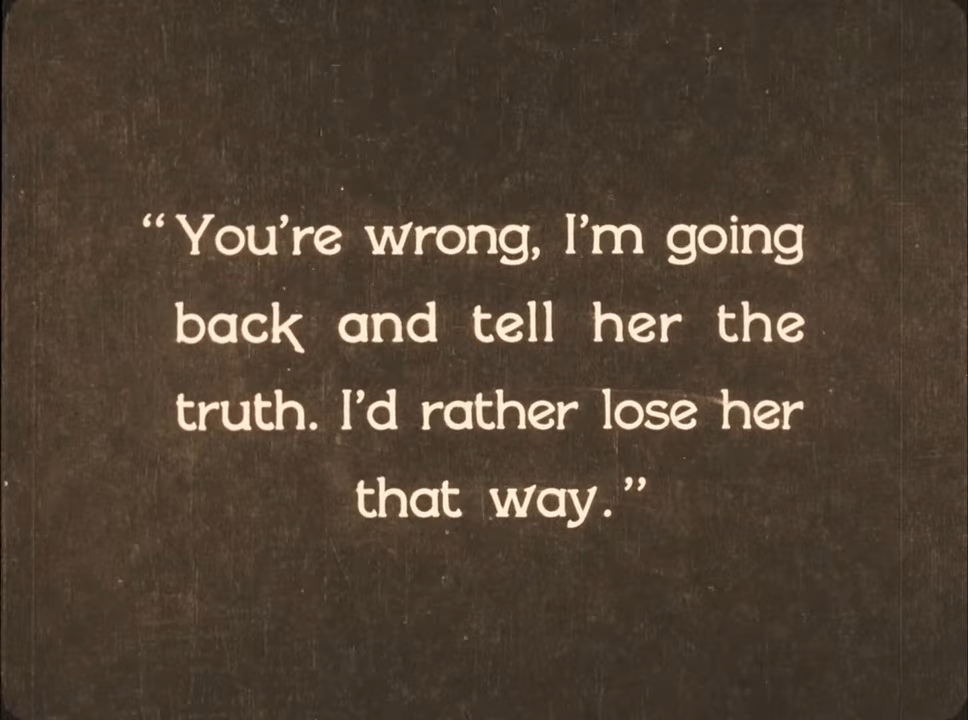 “You’re wrong, I’m going
back and tell her the
truth. I’d rather lose her
that way.”